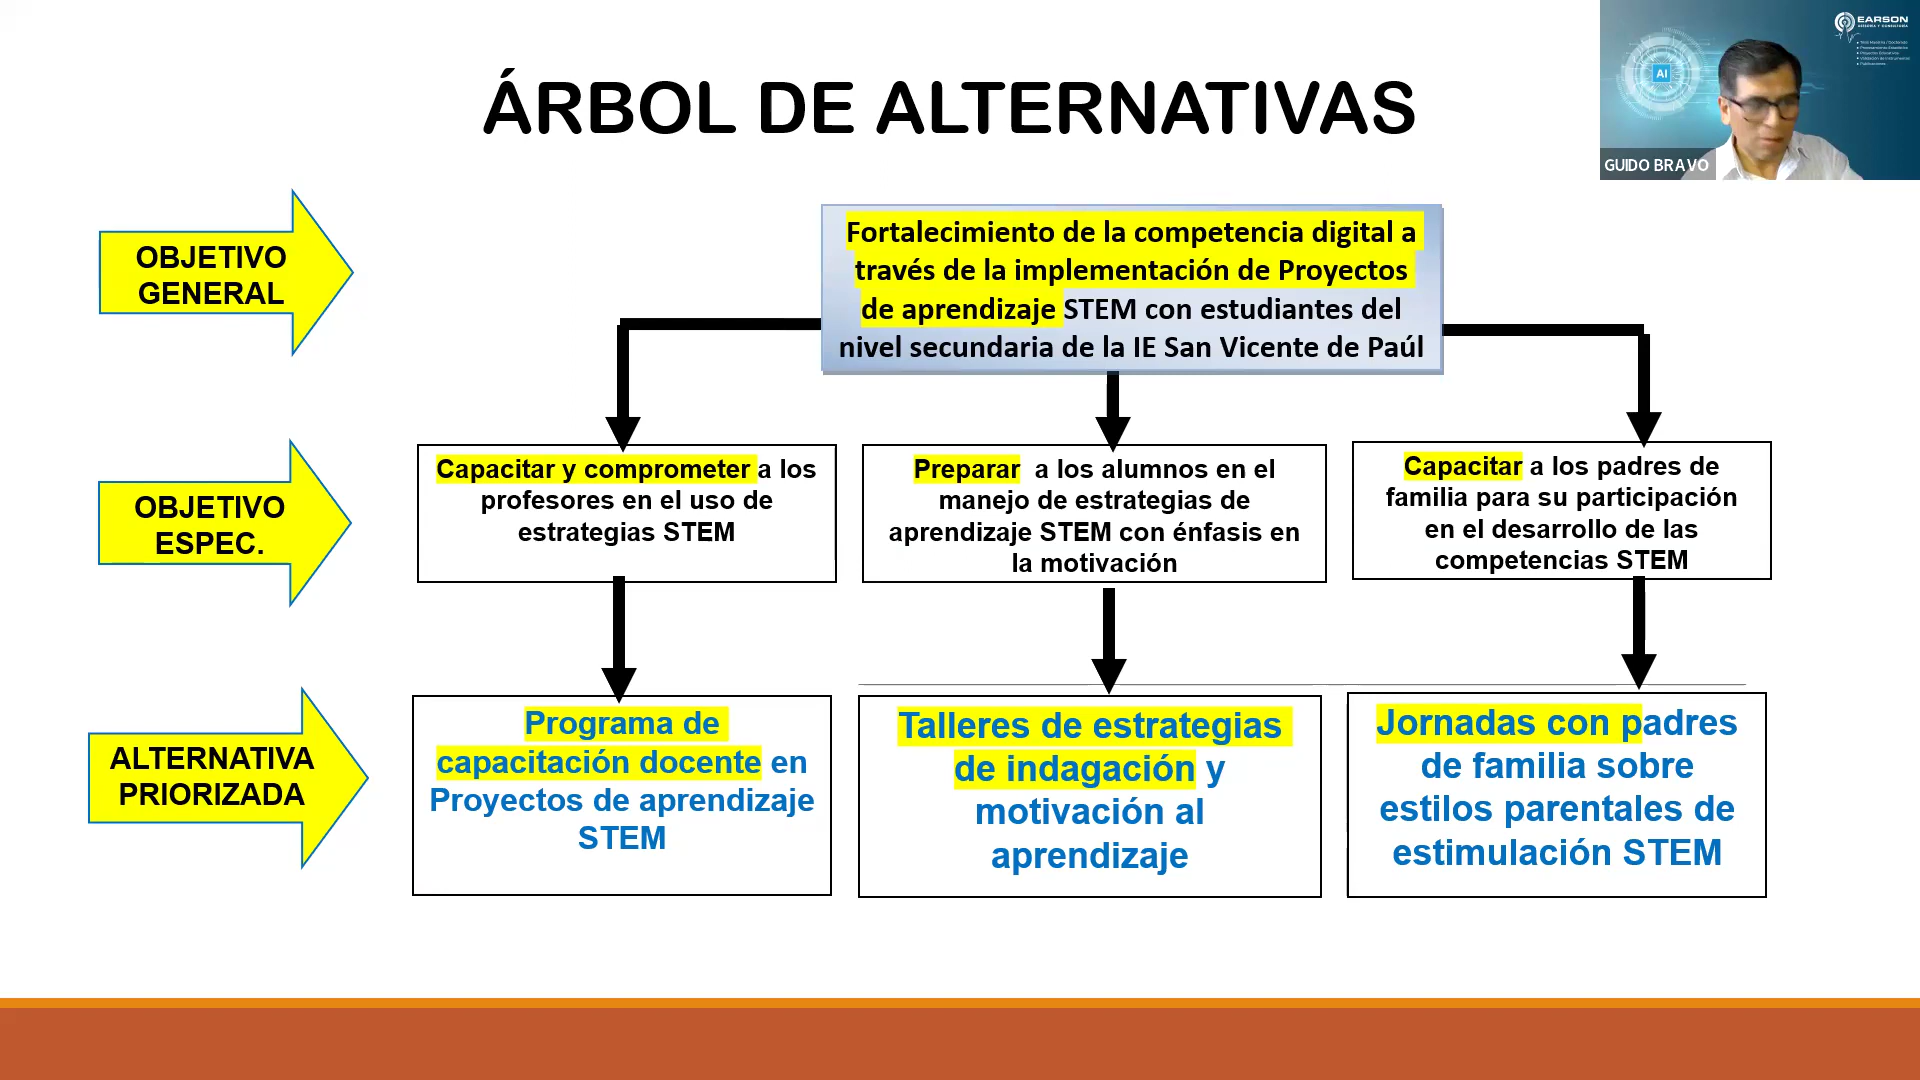 EARSON
AI
GUIDO BRAVO
ÁRBOL DE ALTERNATIVAS
OBJETIVO
GENERAL
Fortalecimiento de la competencia digital a
través de la implementación de Proyectos
de aprendizaje STEM con estudiantes del
nivel secundaria de la IE San Vicente de Paúl
OBJETIVO
ESPEC.
Capacitar y comprometer a los
profesores en el uso de
estrategias STEM
Preparar a los alumnos en el
manejo de estrategias de
aprendizaje STEM con énfasis en
la motivación
Capacitar a los padres de
familia para su participación
en el desarrollo de las
competencias STEM
ALTERNATIVA
PRIORIZADA
Programa de
capacitación docente en
Proyectos de aprendizaje
STEM
Talleres de estrategias
de indagación y
motivación al
aprendizaje
Jornadas con padres
de familia sobre
estilos parentales de
estimulación STEM